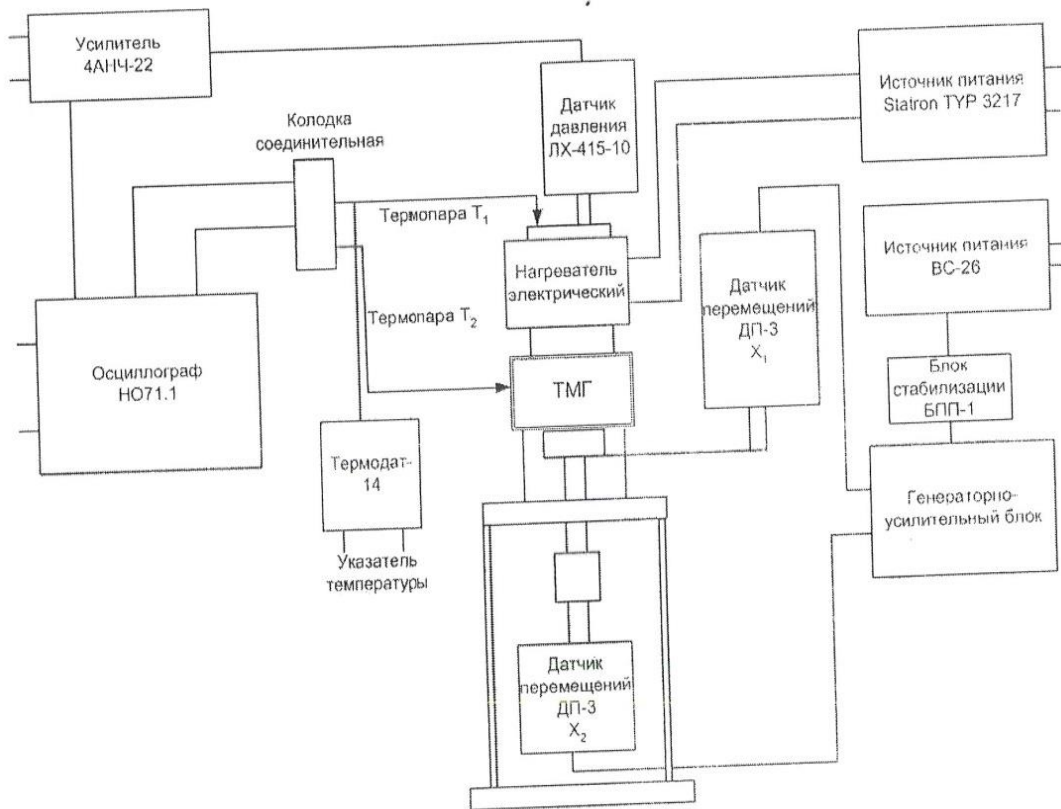 Усилитель
4АНЧ-22
Датчик
давления
ЛХ-415-10
Источник питания
Statron TYP 3217
Колодка
соединительная
Термопара T1
Нагреватель
электрический
Датчик
перемещений
ДП-3
X1
Источник питания
ВС-26
Термопара T2
Осциллограф
НО71.1
ТМГ
Блок
стабилизации
БПП-1
Термодат-
14
Генераторно-
усилительный блок
Указатель
температуры
Датчик
перемещений
ДП-3
X2